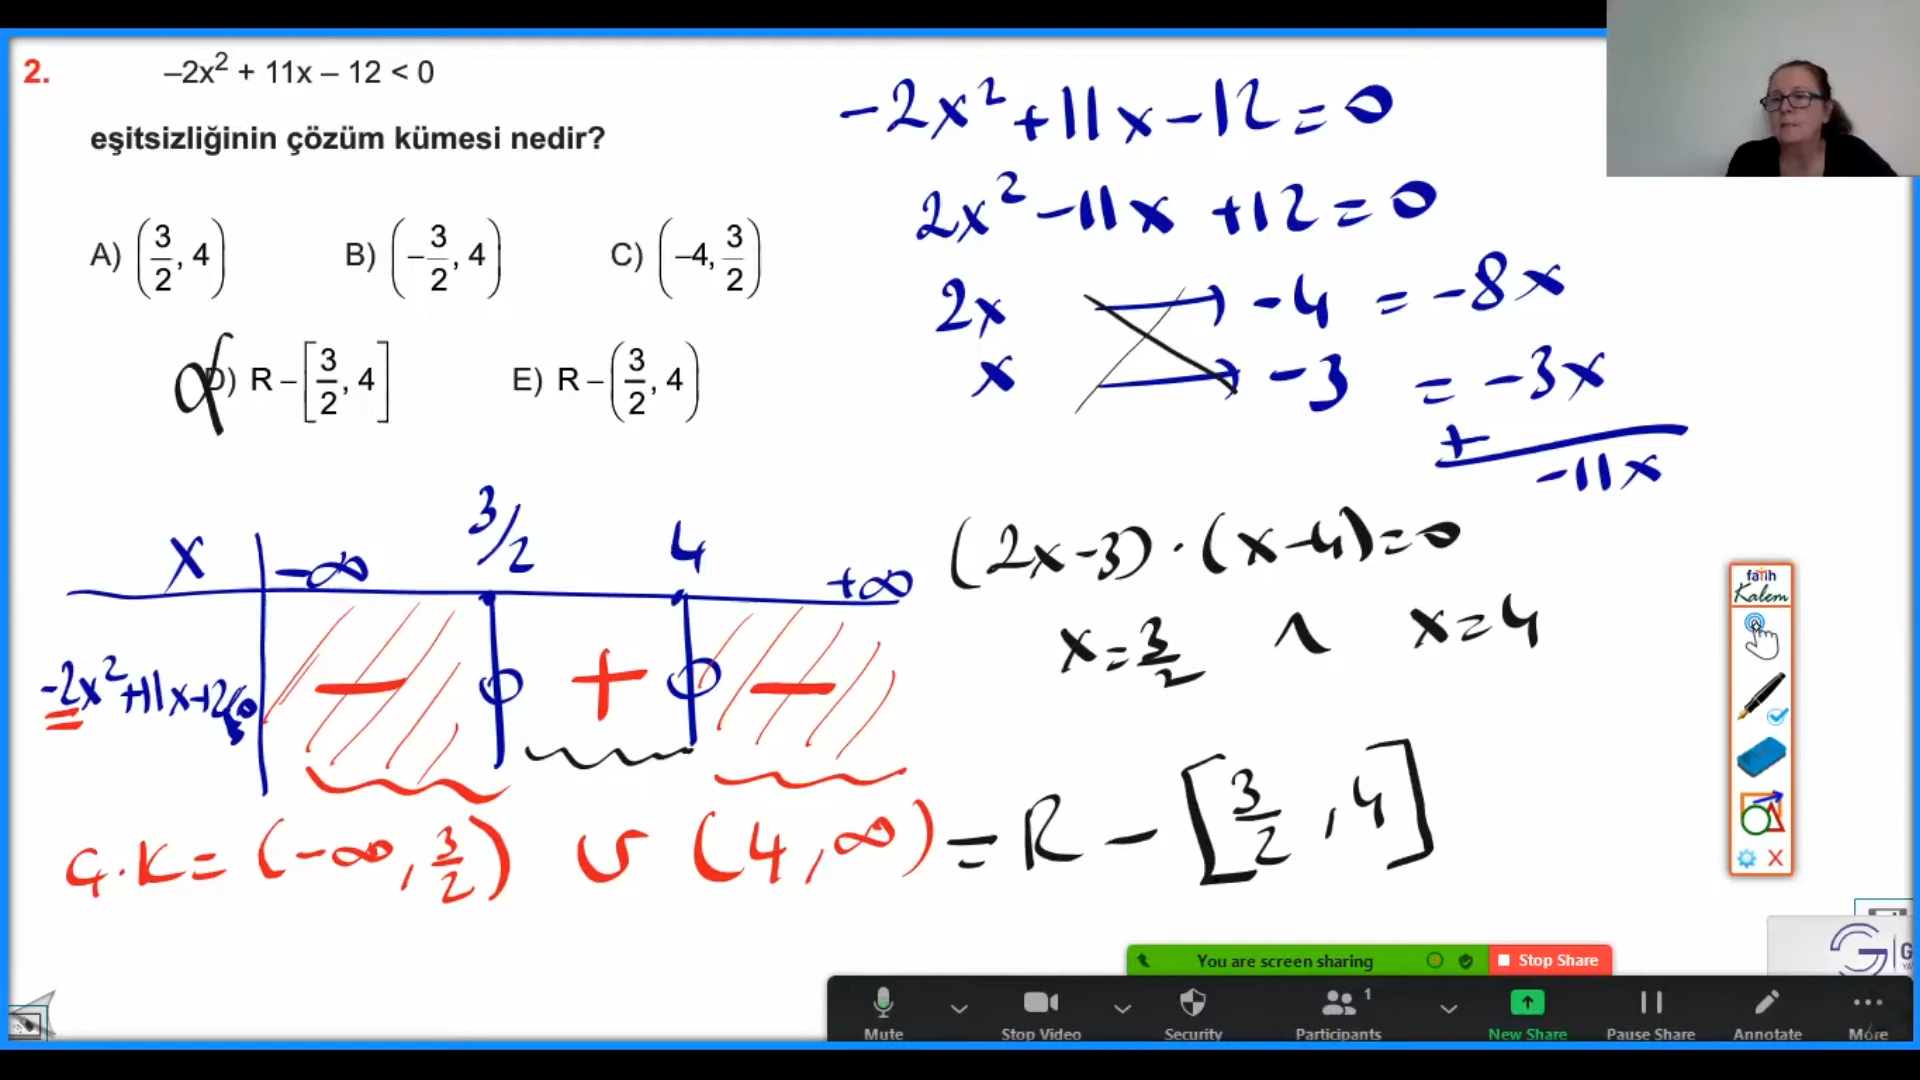 2. –2x² + 11x – 12 < 0
eşitsizliğinin çözüm kümesi nedir?
A) (3/2, 4)
B) (–3/2, 4)
C) (–4, 3/2)
D) R – [3/2, 4]
E) R – (3/2, 4)
-2x²+11x-12=0
2x²-11x+12=0
2x -4 = -8x
x -3 = -3x
+
-11x
(2x-3)·(x-4)=0
x=3/2 ∧ x=4
x -∞ 3/2 4 +∞
-2x²+11x-12<0 - + -
Ç.K=(-∞,3/2) ∪ (4,∞) = R - [3/2,4]
fatih
Kalem
You are screen sharing
Stop Share
Mute
Stop Video
Security
Participants 1
New Share
Pause Share
Annotate
More